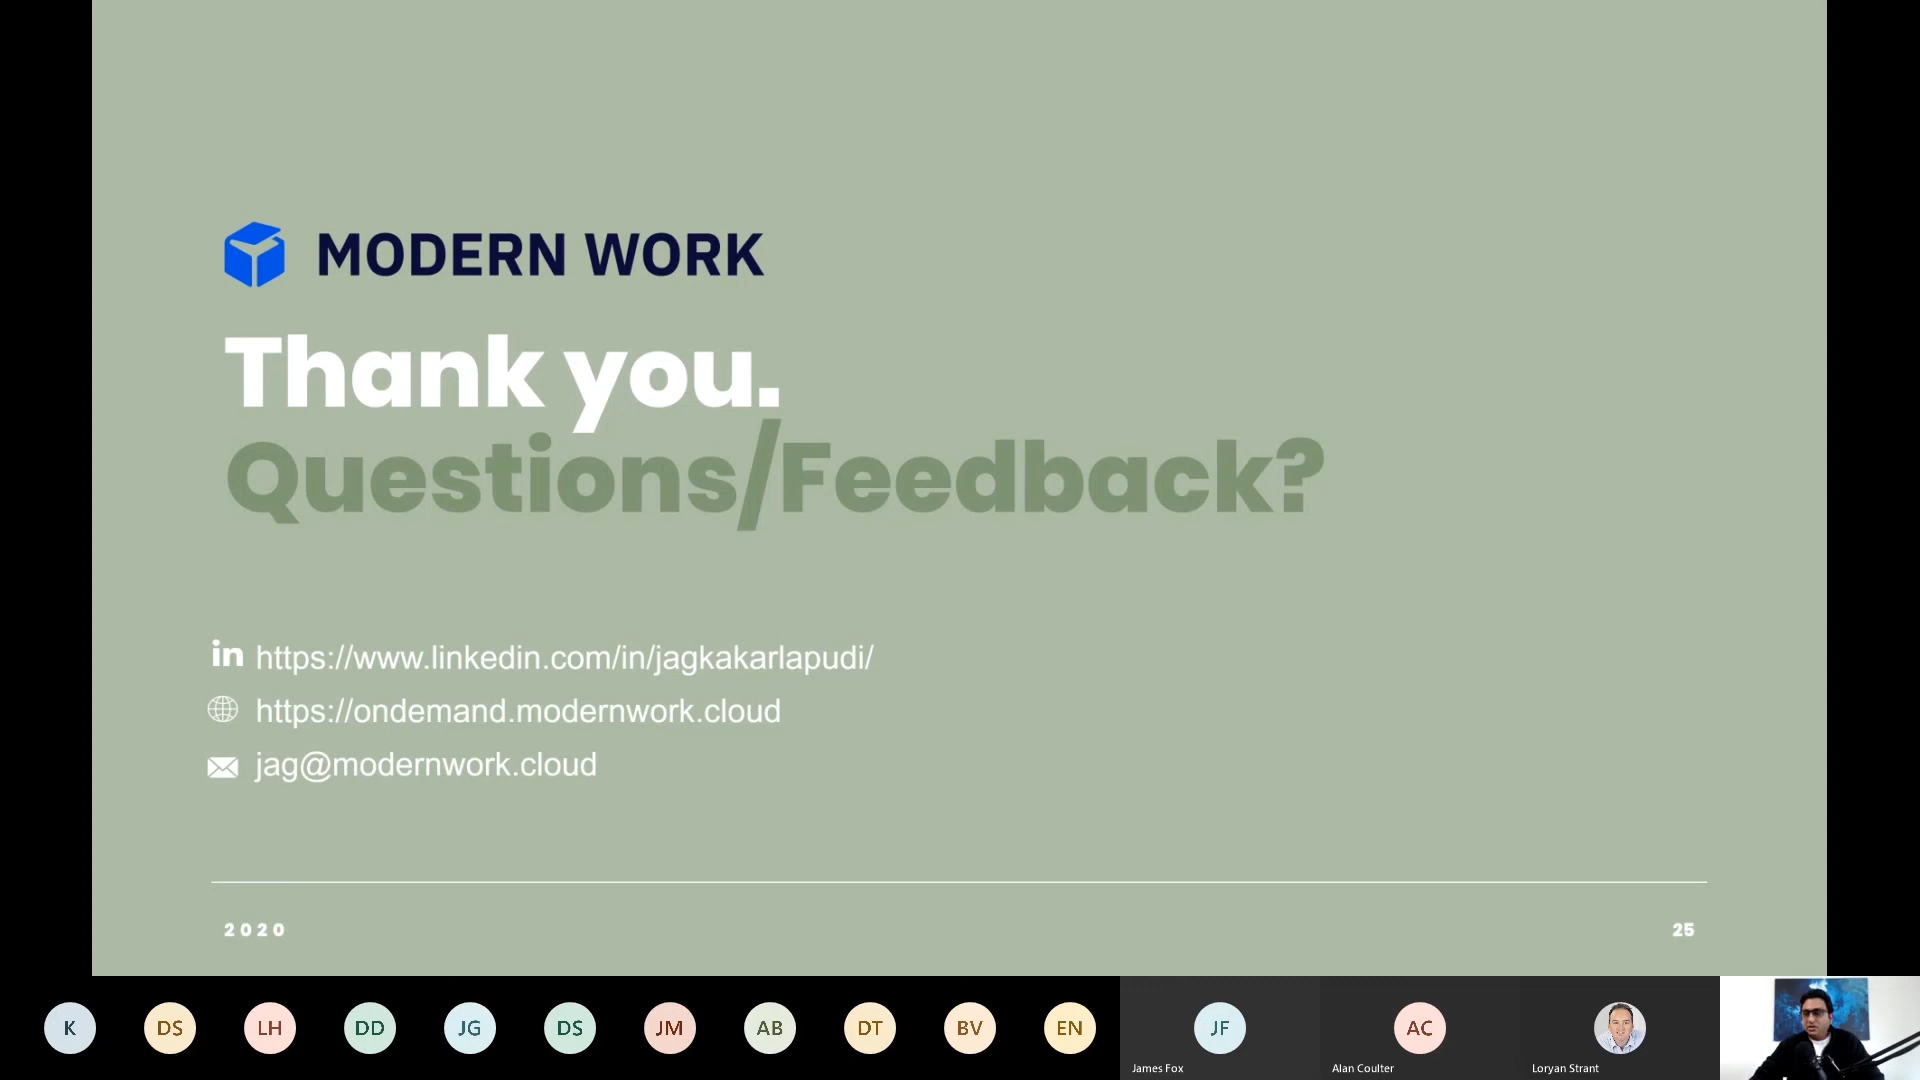 MODERN WORK
Thank you.
Questions/Feedback?
in https://www.linkedin.com/in/jagkakarlapudi/
https://ondemand.modernwork.cloud
jag@modernwork.cloud
2020
25
K DS LH DD JG DS JM AB DT BV EN JF AC
James Fox Alan Coulter Loryan Strant